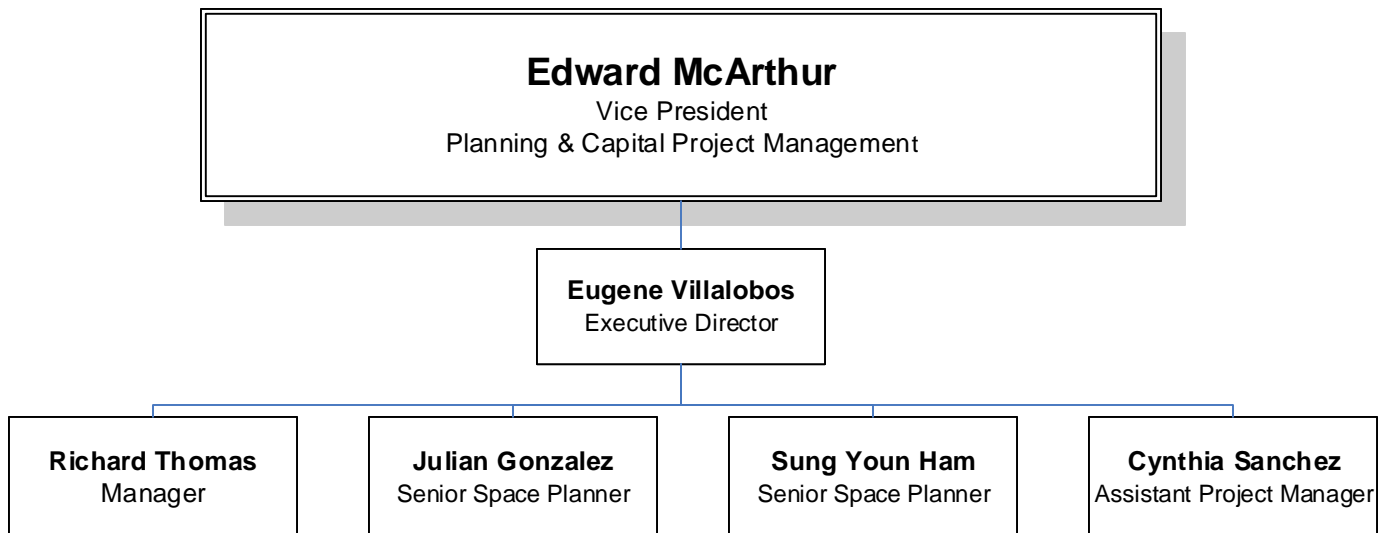 Edward McArthur
Vice President
Planning & Capital Project Management
Eugene Villalobos
Executive Director
Richard Thomas
Manager
Julian Gonzalez
Senior Space Planner
Sung Youn Ham
Senior Space Planner
Cynthia Sanchez
Assistant Project Manager